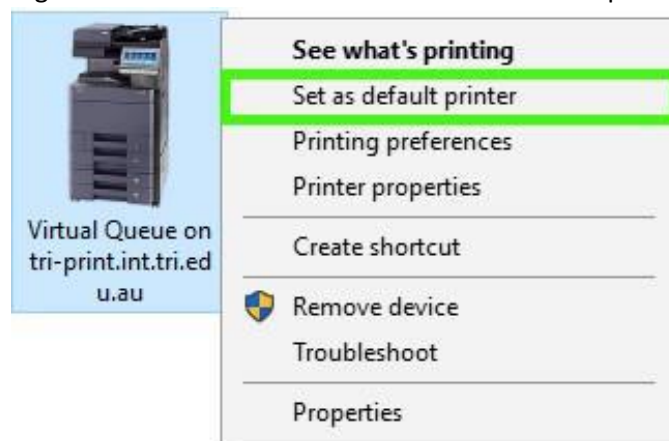 Virtual Queue on
tri-print.int.tri.ed
u.au
See what's printing
Set as default printer
Printing preferences
Printer properties
Create shortcut
Remove device
Troubleshoot
Properties